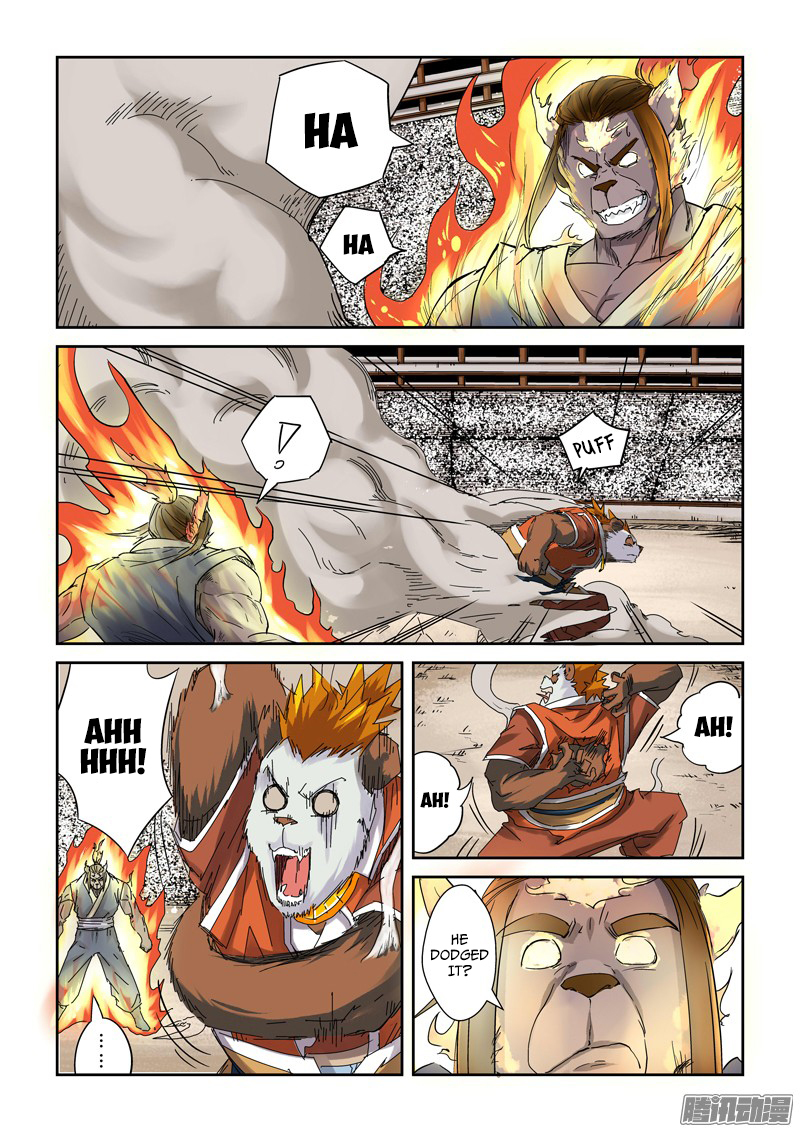 HA
HA
!
PUFF
AHH
HHH!
......
AH!
AH!
HE
DODGED
IT?
腾讯动漫